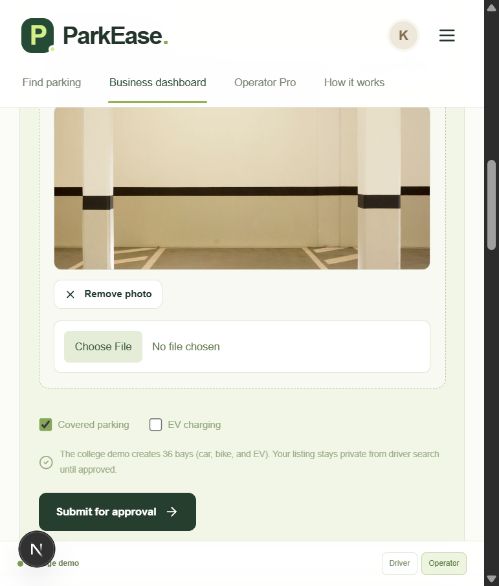 P ParkEase.
K
Find parking Business dashboard Operator Pro How it works
Remove photo
Choose File No file chosen
Covered parking EV charging
The college demo creates 36 bays (car, bike, and EV). Your listing stays private from driver search
until approved.
Submit for approval
N
demo
Driver Operator